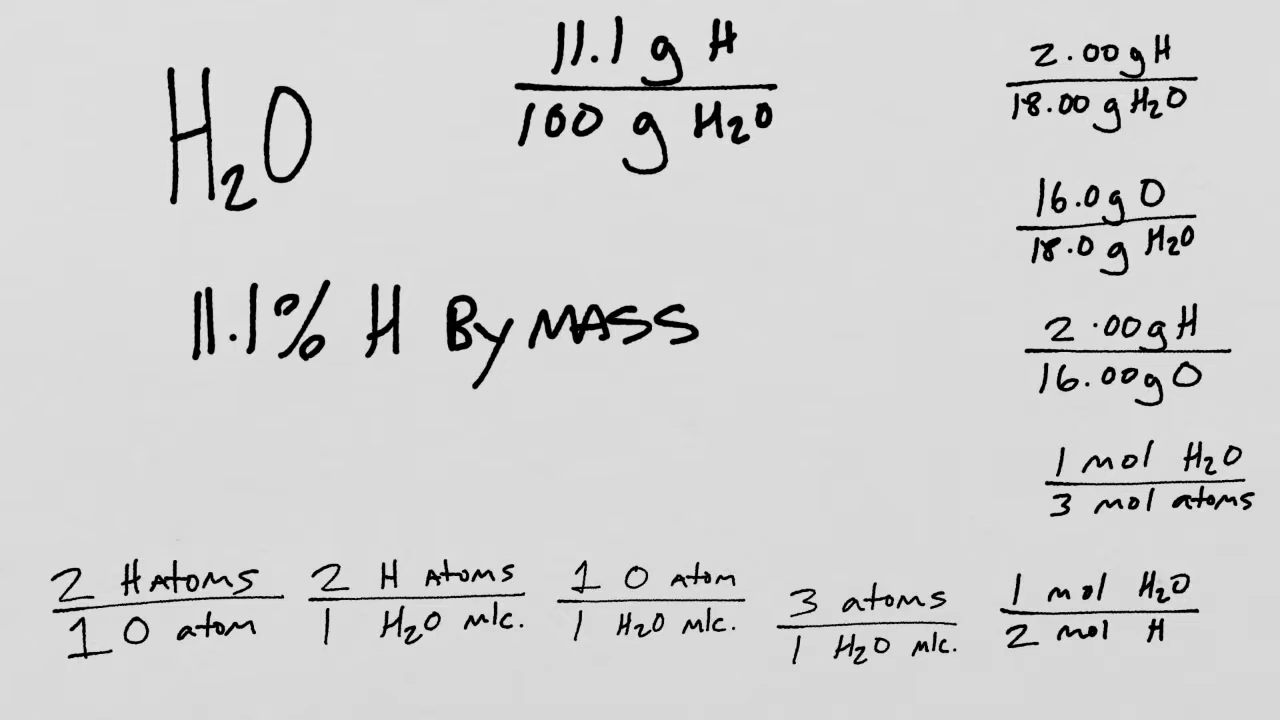 H₂O
11.1 g H
100 g H₂O
11.1% H By MASS
2.00 g H
18.00 g H₂O
16.0 g O
18.0 g H₂O
2.00 g H
16.00 g O
1 mol H₂O
3 mol atoms
2 H Atoms
1 O atom
2 H Atoms
1 H₂O mlc.
1 O Atom
1 H₂O mlc.
3 atoms
1 H₂O mlc.
1 mol H₂O
2 mol H